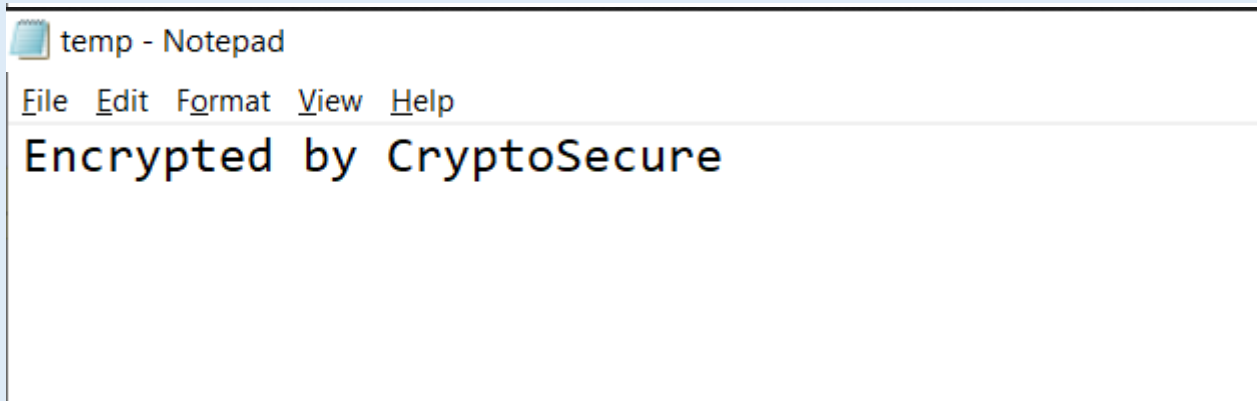 temp - Notepad
File Edit Format View Help
Encrypted by CryptoSecure